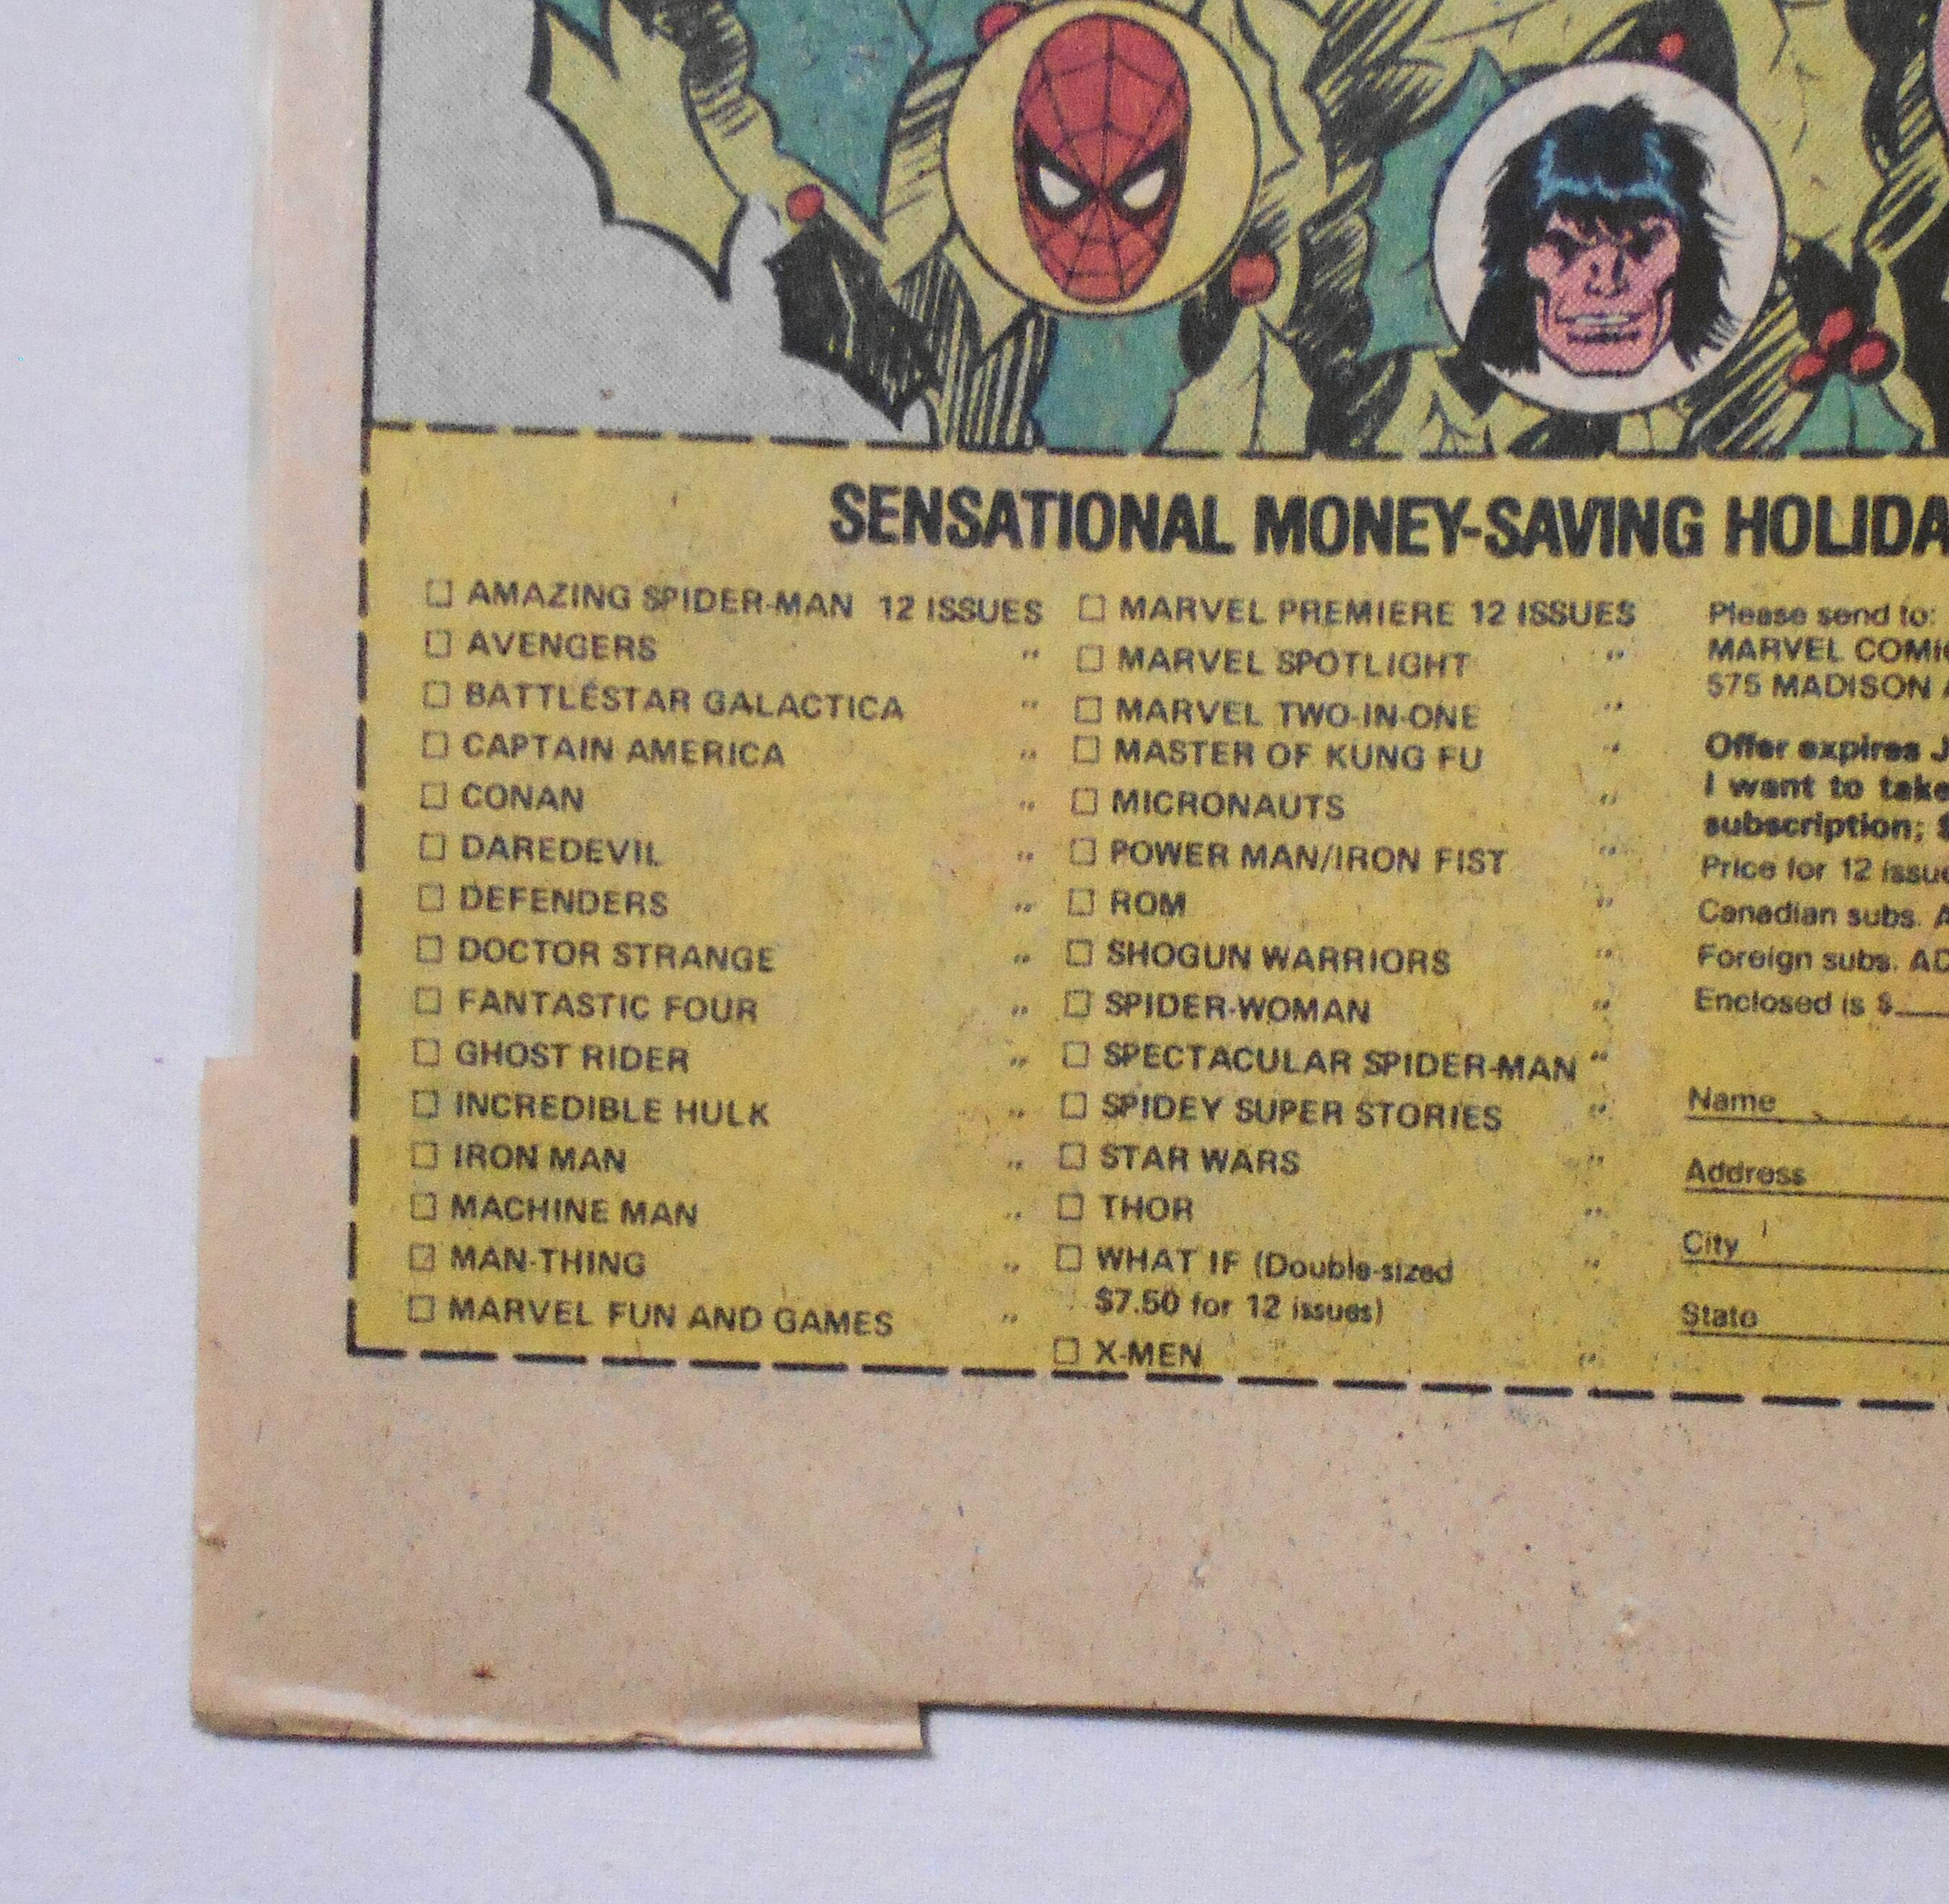 SENSATIONAL MONEY-SAVING HOLIDA
☐ AMAZING SPIDER-MAN 12 ISSUES
☐ AVENGERS "
☐ BATTLESTAR GALACTICA "
☐ CAPTAIN AMERICA "
☐ CONAN "
☐ DAREDEVIL "
☐ DEFENDERS "
☐ DOCTOR STRANGE "
☐ FANTASTIC FOUR "
☐ GHOST RIDER "
☐ INCREDIBLE HULK "
☐ IRON MAN "
☐ MACHINE MAN "
☐ MAN-THING "
☐ MARVEL FUN AND GAMES "
☐ MARVEL PREMIERE 12 ISSUES
☐ MARVEL SPOTLIGHT "
☐ MARVEL TWO-IN-ONE "
☐ MASTER OF KUNG FU "
☐ MICRONAUTS "
☐ POWER MAN/IRON FIST "
☐ ROM "
☐ SHOGUN WARRIORS "
☐ SPIDER-WOMAN "
☐ SPECTACULAR SPIDER-MAN "
☐ SPIDEY SUPER STORIES "
☐ STAR WARS "
☐ THOR "
☐ WHAT IF (Double-sized "
$7.50 for 12 issues)
☐ X-MEN "
Please send to:
MARVEL COMI
575 MADISON A
Offer expires J
I want to take
subscription; $
Price for 12 issue
Canadian subs. A
Foreign subs. AD
Enclosed is $
Name
Address
City
State